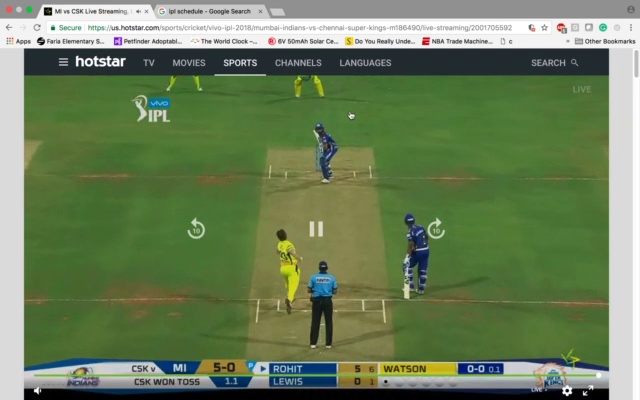 MI vs CSK Live Streaming,
ipl schedule - Google Search
Secure https://us.hotstar.com/sports/cricket/vivo-ipl-2018/mumbai-indians-vs-chennai-super-kings-m186490/live-streaming/2001705592
Apps Faria Elementary S... Petfinder Adoptabl... The World Clock –... 6V 50mAh Solar Ce... Do You Really Unde... NBA Trade Machine... c » Other Bookmarks
hotstar TV MOVIES SPORTS CHANNELS LANGUAGES SEARCH
LIVE
vivo
IPL
10 10
CSK v MI 5-0 P ROHIT 5 6 WATSON 0-0 0.1
CSK WON TOSS 1.1 LEWIS 0 1
INDIANS
SUPER KINGS
LIVE